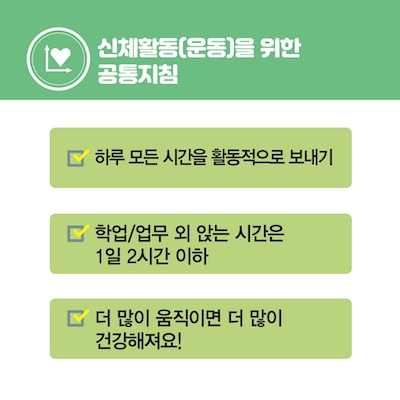 신체활동(운동)을 위한
공통지침
하루 모든 시간을 활동적으로 보내기
학업/업무 외 앉는 시간은
1일 2시간 이하
더 많이 움직이면 더 많이
건강해져요!